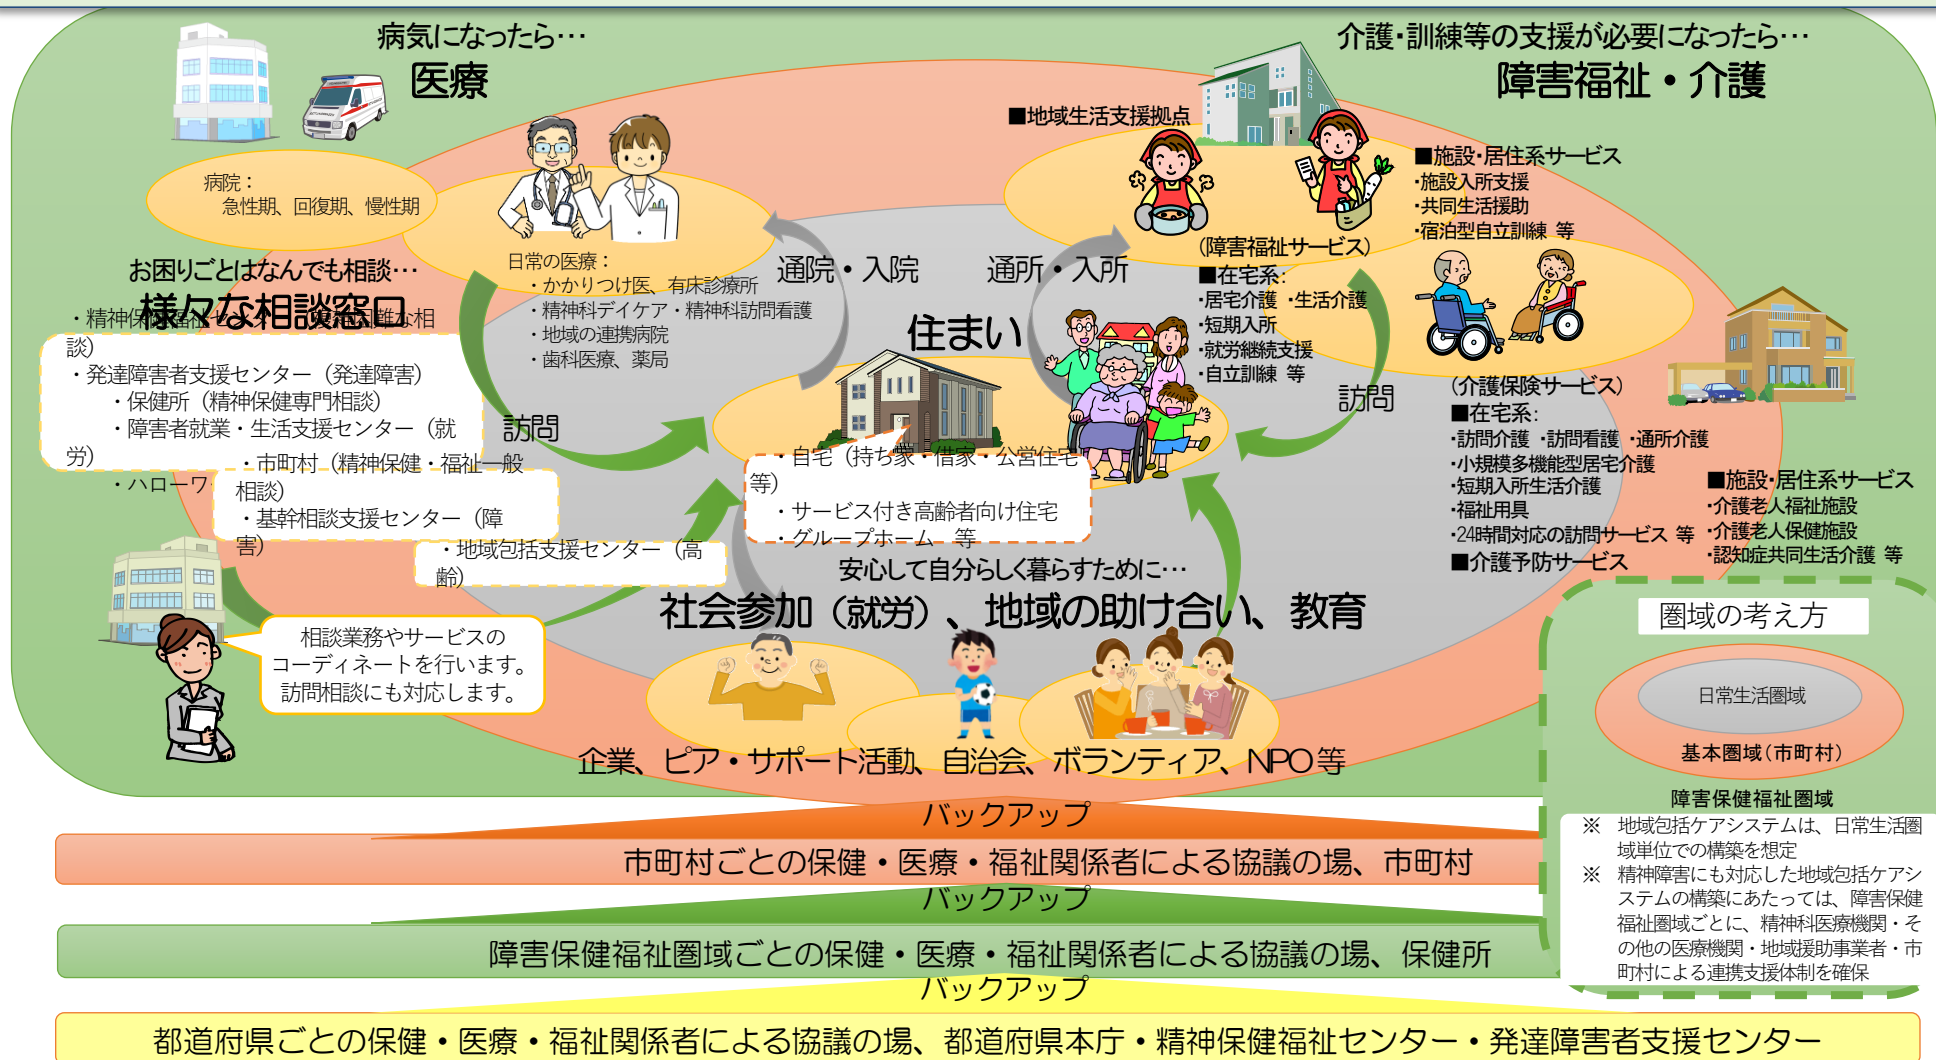 病気になったら…
医療
介護・訓練等の支援が必要になったら…
障害福祉・介護
病院：
急性期、回復期、慢性期
日常の医療：
・かかりつけ医、有床診療所
・精神科デイケア・精神科訪問看護
・地域の連携病院
・歯科医療、薬局
お困りごとはなんでも相談…
様々な相談窓口
・精神保健福祉センター
困難な相
談）
・発達障害者支援センター（発達障害）
・保健所（精神保健専門相談）
・障害者就業・生活支援センター（就
労）
・ハローワ
・市町村（精神保健・福祉一般
相談）
・基幹相談支援センター（障
害）
・地域包括支援センター（高
齢）
訪問
通院・入院
通所・入所
住まい
・自宅（持ち家・借家・公営住宅
等）
・サービス付き高齢者向け住宅
・グループホーム　等
■地域生活支援拠点
■施設・居住系サービス
・施設入所支援
・共同生活援助
・宿泊型自立訓練 等
（障害福祉サービス）
■在宅系：
・居宅介護 ・生活介護
・短期入所
・就労継続支援
・自立訓練 等
訪問
（介護保険サービス）
■在宅系：
・訪問介護 ・訪問看護 ・通所介護
・小規模多機能型居宅介護
・短期入所生活介護
・福祉用具
・24時間対応の訪問サービス 等
■介護予防サービス
■施設・居住系サービス
・介護老人福祉施設
・介護老人保健施設
・認知症共同生活介護 等
安心して自分らしく暮らすために…
社会参加（就労）、地域の助け合い、教育
相談業務やサービスの
コーディネートを行います。
訪問相談にも対応します。
企業、ピア・サポート活動、自治会、ボランティア、NPO等
圏域の考え方
日常生活圏域
基本圏域（市町村）
障害保健福祉圏域
※　地域包括ケアシステムは、日常生活圏
域単位での構築を想定
※　精神障害にも対応した地域包括ケアシ
ステムの構築にあたっては、障害保健
福祉圏域ごとに、精神科医療機関・そ
の他の医療機関・地域援助事業者・市
町村による連携支援体制を確保
バックアップ
市町村ごとの保健・医療・福祉関係者による協議の場、市町村
バックアップ
障害保健福祉圏域ごとの保健・医療・福祉関係者による協議の場、保健所
バックアップ
都道府県ごとの保健・医療・福祉関係者による協議の場、都道府県本庁・精神保健福祉センター・発達障害者支援センター